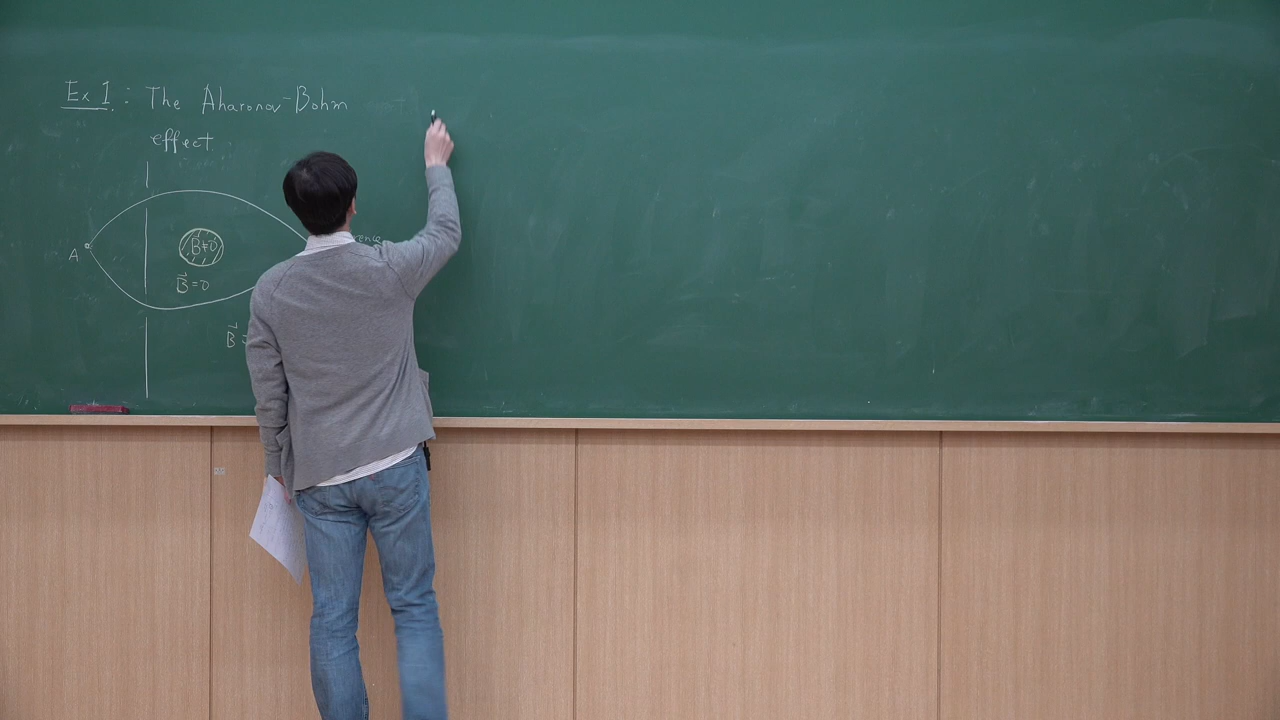 Ex 1 : The Aharonov-Bohm
effect
B≠0
A
B⃗=0
B⃗ =